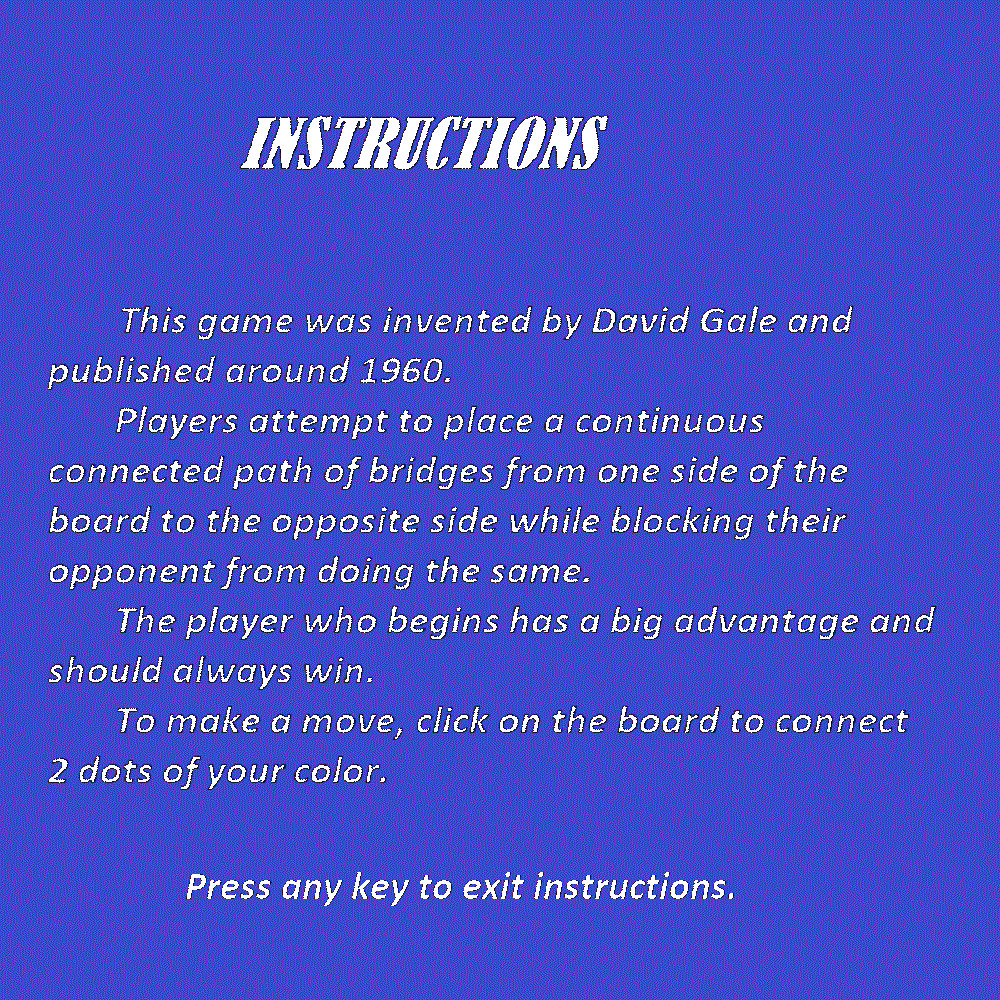 INSTRUCTIONS
This game was invented by David Gale and
published around 1960.
Players attempt to place a continuous
connected path of bridges from one side of the
board to the opposite side while blocking their
opponent from doing the same.
The player who begins has a big advantage and
should always win.
To make a move, click on the board to connect
2 dots of your color.
Press any key to exit instructions.